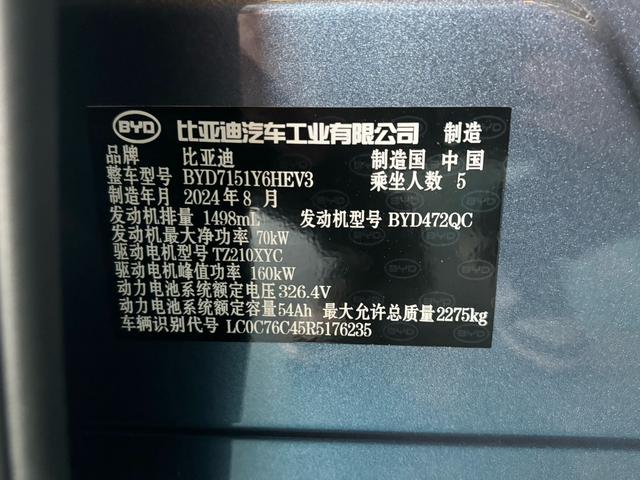 BYD 比亚迪汽车工业有限公司 制造
品牌 比亚迪 制造国 中国
整车型号 BYD7151Y6HEV3 乘坐人数 5
制造年月 2024年8月
发动机排量 1498mL 发动机型号 BYD472QC
发动机最大净功率 70kW
驱动电机型号 TZ210XYC
驱动电机峰值功率 160kW
动力电池系统额定电压 326.4V
动力电池系统额定容量 54Ah 最大允许总质量 2275kg
车辆识别代号 LC0C76C45R5176235